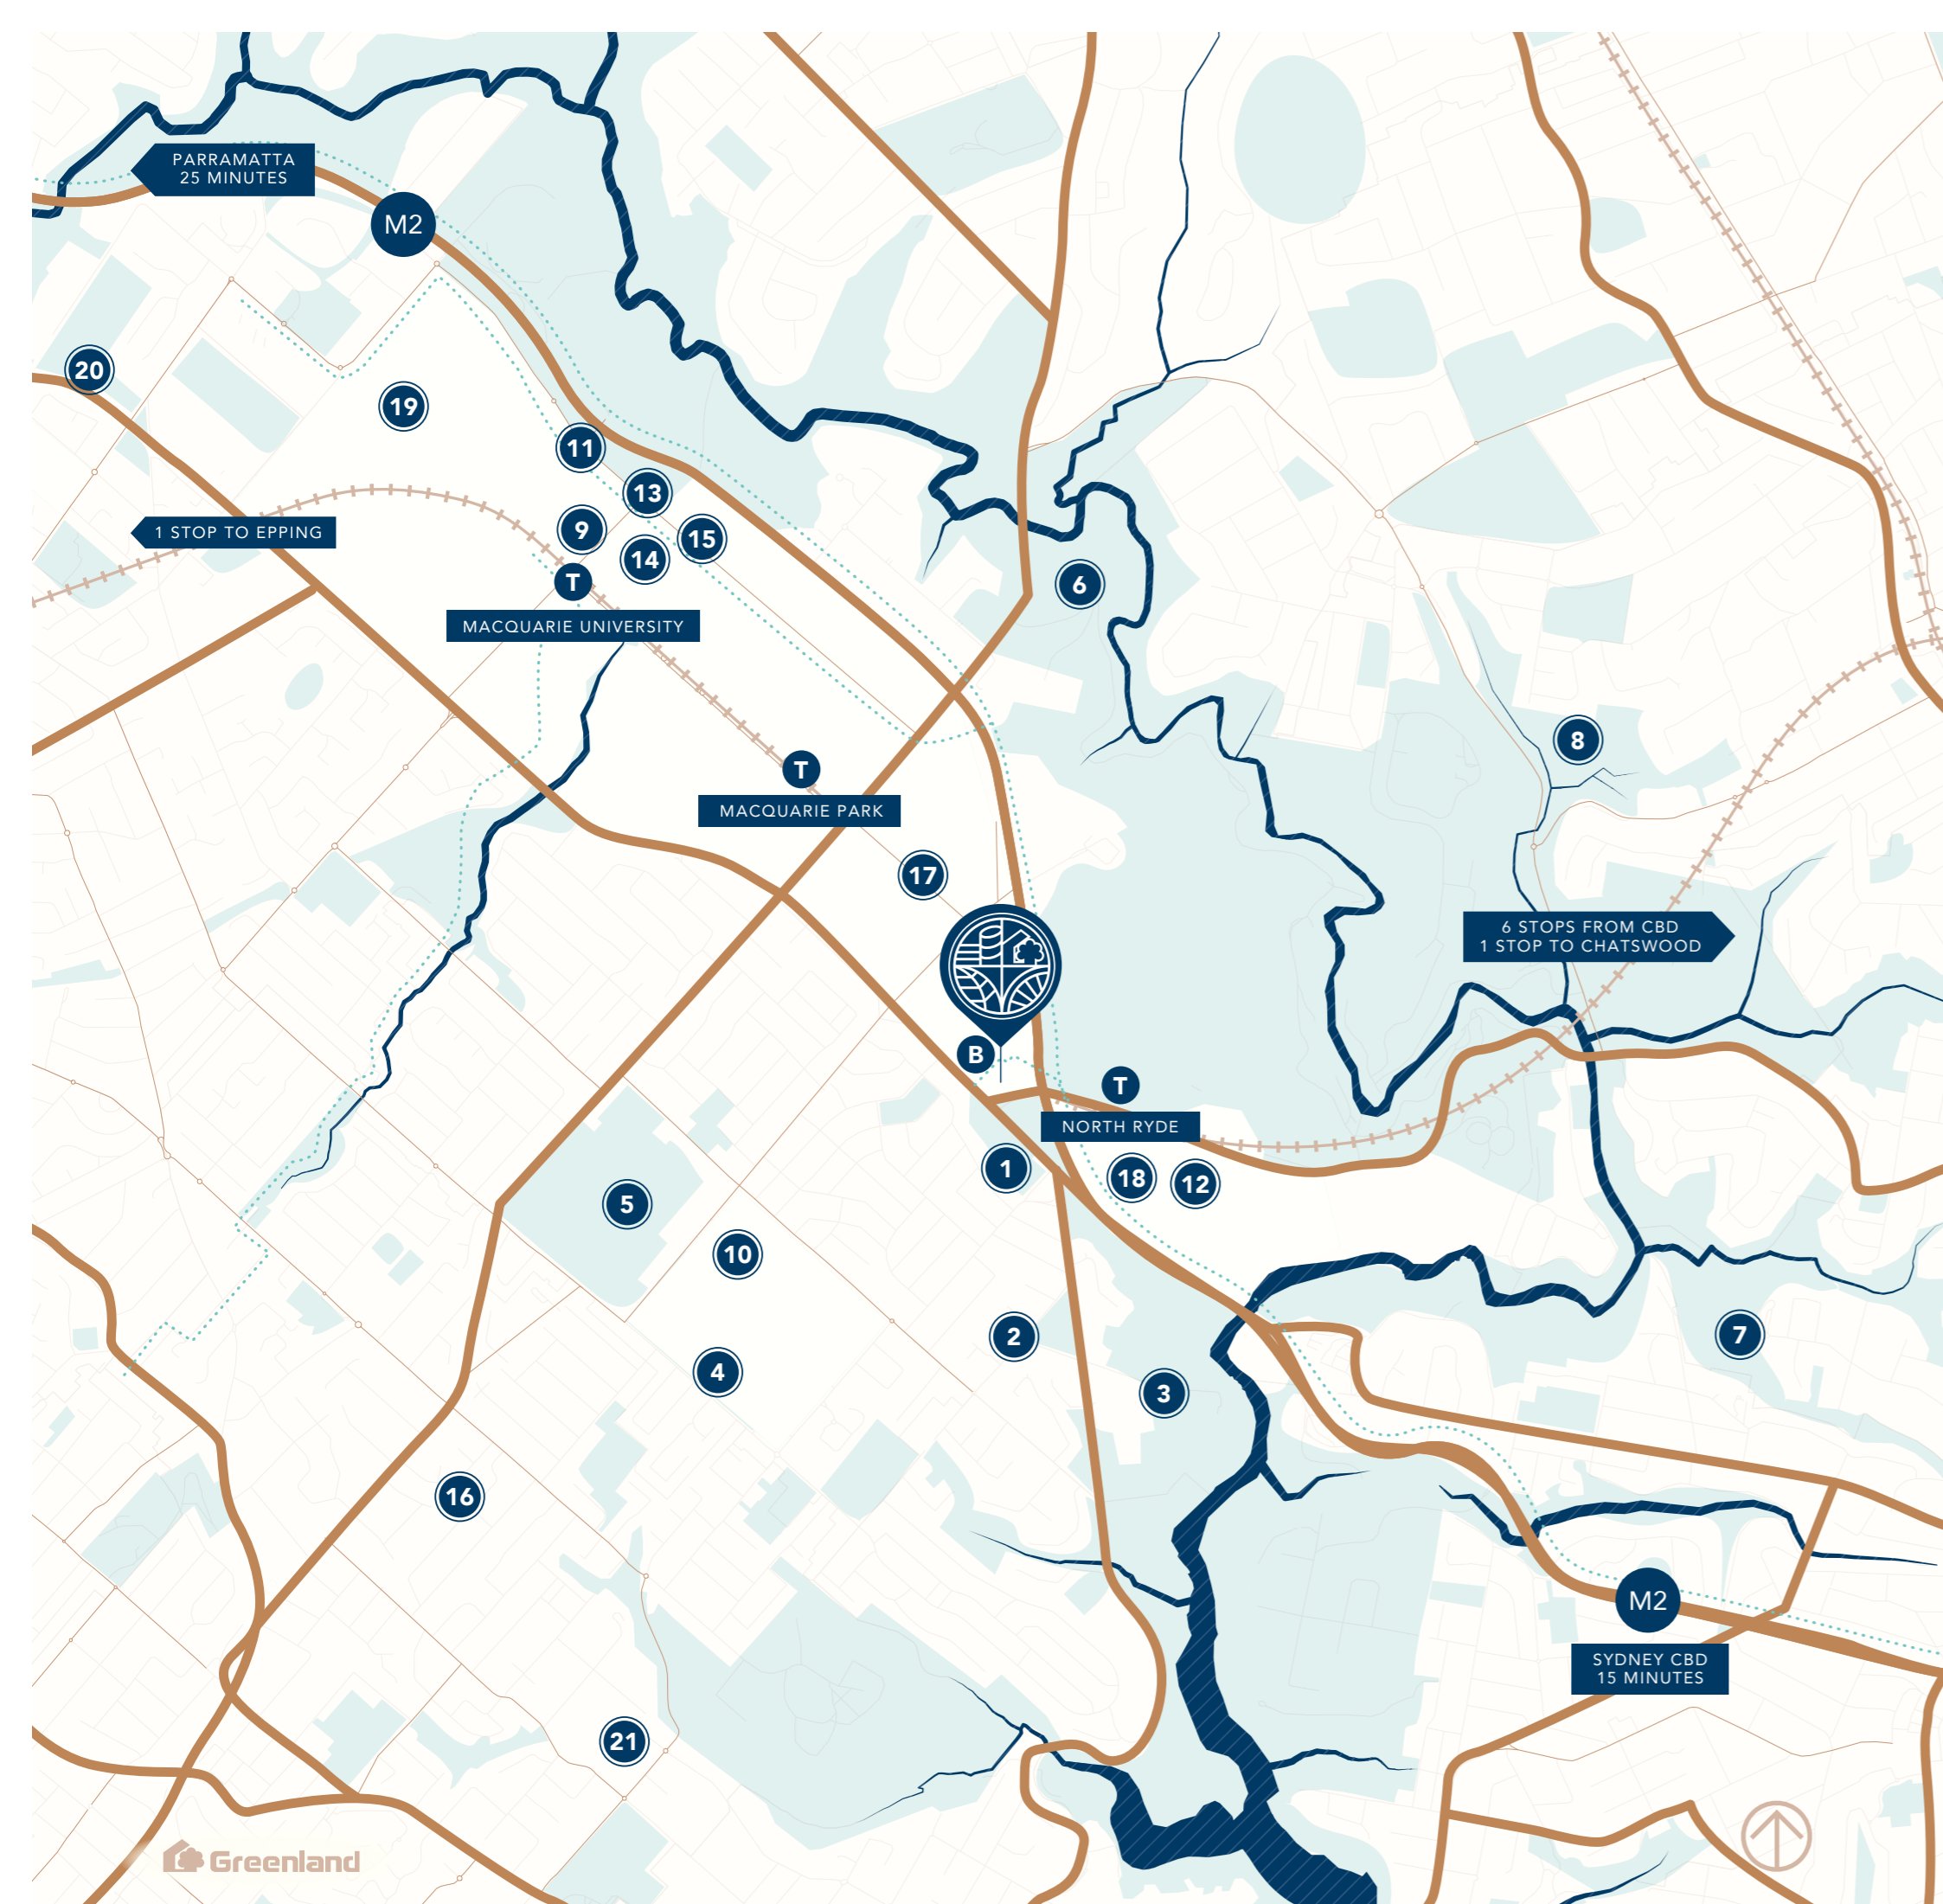 PARRAMATTA
25 MINUTES
M2
20
19
11
13
9
15
14
1 STOP TO EPPING
T
6
MACQUARIE UNIVERSITY
8
T
MACQUARIE PARK
17
6 STOPS FROM CBD
1 STOP TO CHATSWOOD
B
T
NORTH RYDE
1
18
12
5
10
2
7
4
3
16
M2
SYDNEY CBD
15 MINUTES
21
Greenland